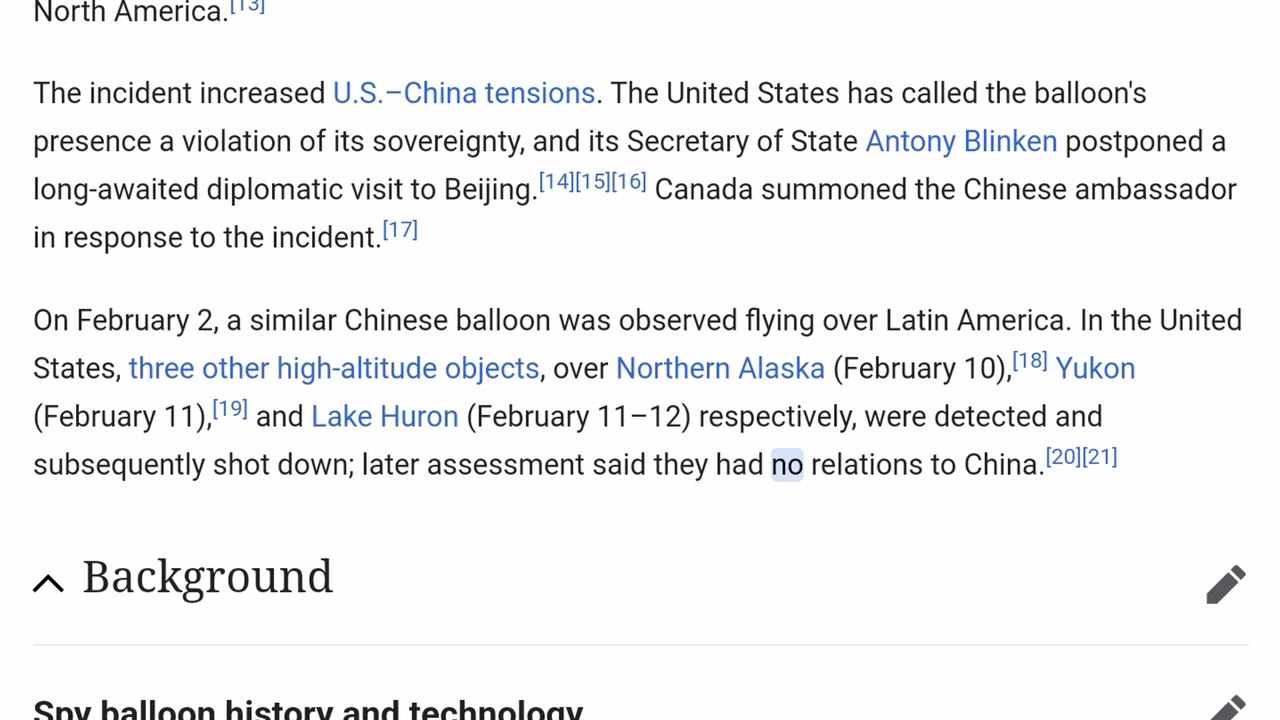 North America.[13]
The incident increased U.S.–China tensions. The United States has called the balloon's
presence a violation of its sovereignty, and its Secretary of State Antony Blinken postponed a
long-awaited diplomatic visit to Beijing.[14][15][16] Canada summoned the Chinese ambassador
in response to the incident.[17]
On February 2, a similar Chinese balloon was observed flying over Latin America. In the United
States, three other high-altitude objects, over Northern Alaska (February 10),[18] Yukon
(February 11),[19] and Lake Huron (February 11–12) respectively, were detected and
subsequently shot down; later assessment said they had no relations to China.[20][21]
Background
Spy balloon history and technology